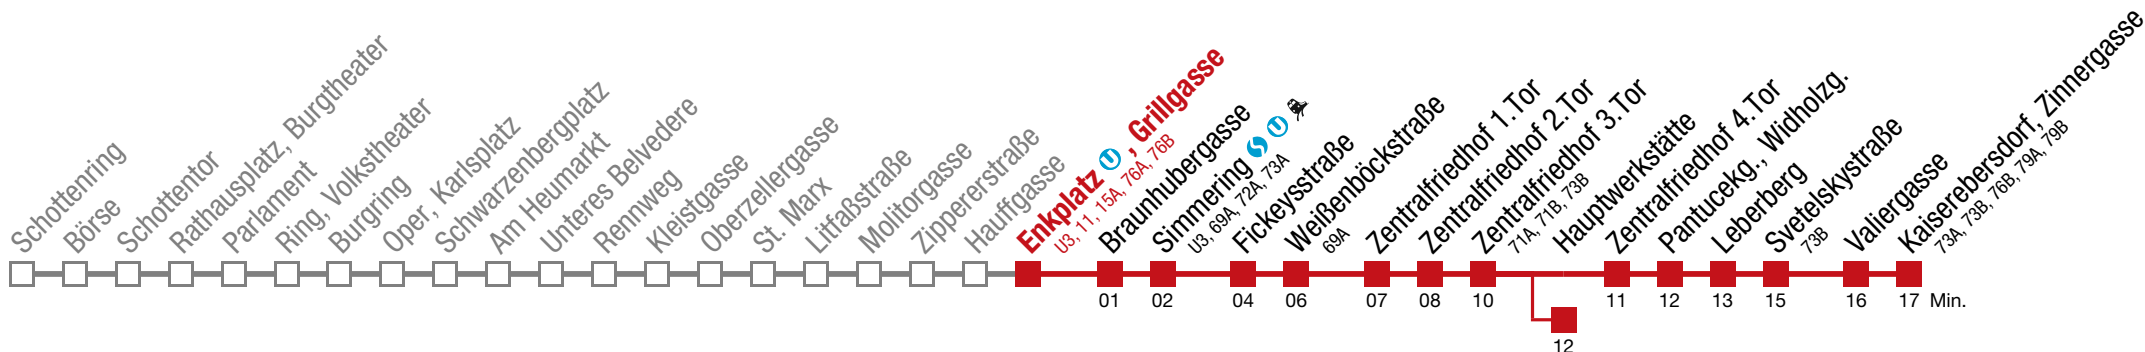 Schottenring
Börse
Schottentor
Rathausplatz, Burgtheater
Parlament
Ring, Volkstheater
Burgring
Oper, Karlsplatz
Schwarzenbergplatz
Am Heumarkt
Unteres Belvedere
Rennweg
Kleistgasse
Oberzellergasse
St. Marx
Litfaßstraße
Molitorgasse
Zippererstraße
Hauffgasse
Enkplatz U, Grillgasse
U3, 11, 15A, 76A, 76B
Braunhubergasse
Simmering S U
U3, 69A, 72A, 73A
Fickeysstraße
Weißenböckstraße
69A
Zentralfriedhof 1.Tor
Zentralfriedhof 2.Tor
Zentralfriedhof 3.Tor
71A, 71B, 73B
Hauptwerkstätte
Zentralfriedhof 4.Tor
Pantucekg., Widholzg.
Leberberg
Svetelskystraße
73B
Valiergasse
Kaiserebersdorf, Zinnergasse
73A, 73B, 76B, 79A, 79B
01 02 04 06 07 08 10 11 12 13 15 16 17 Min.
12